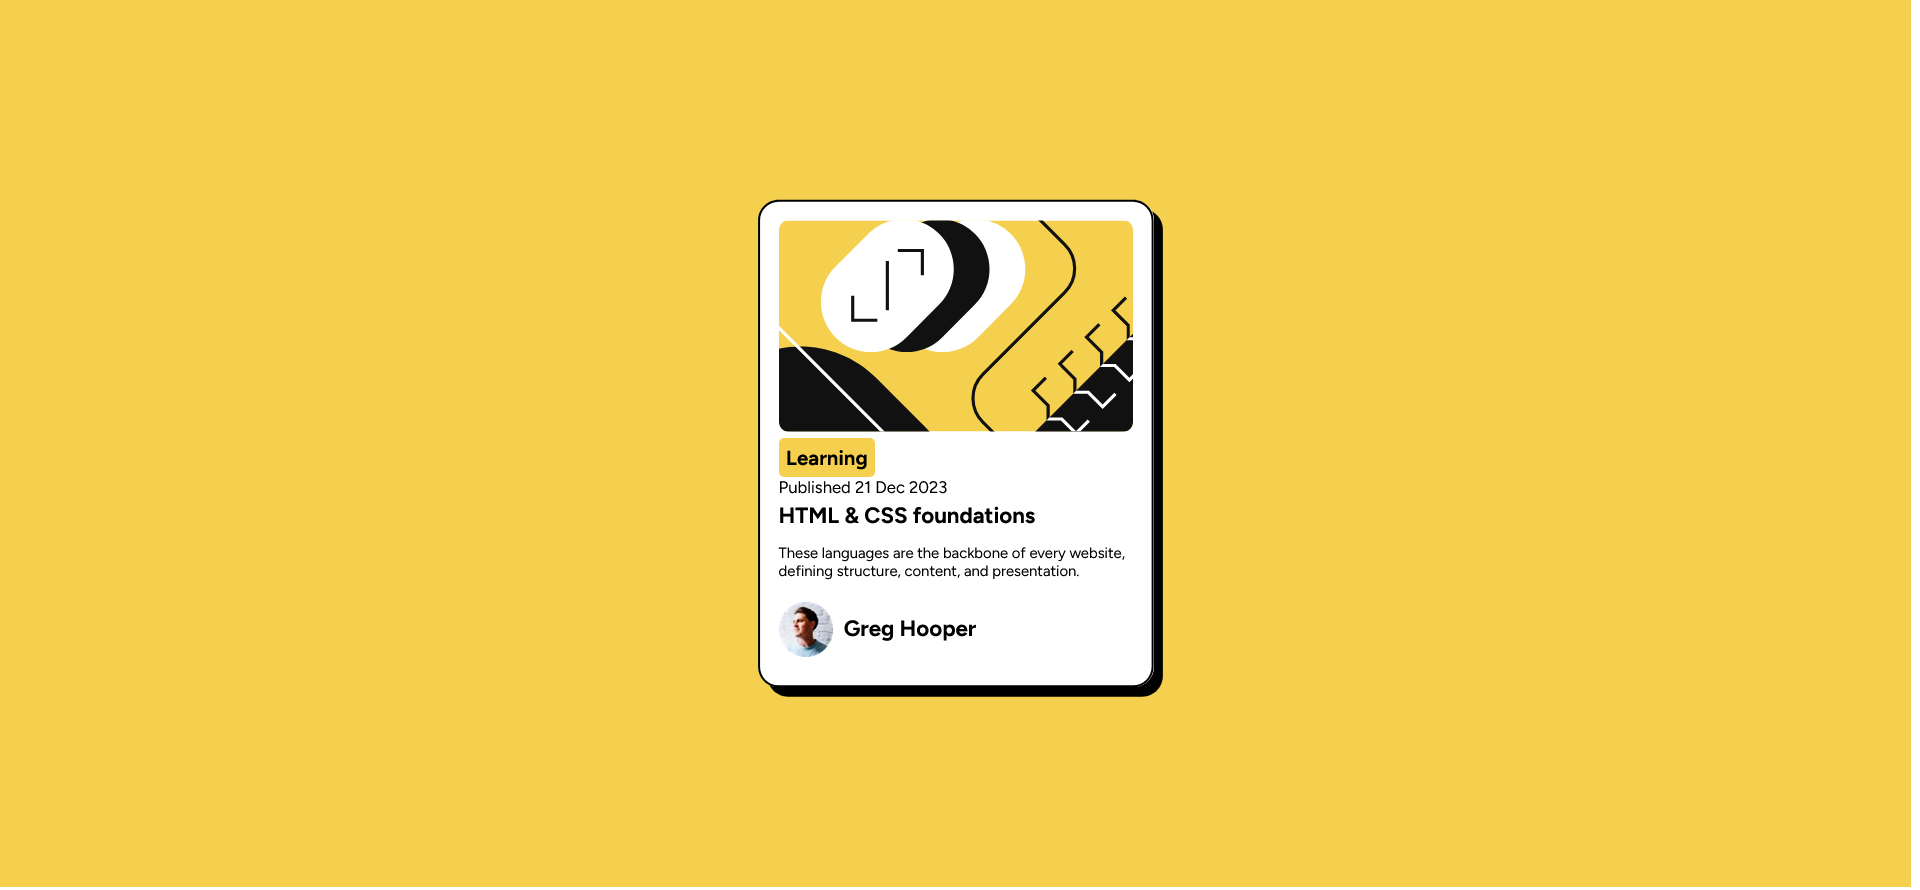 Learning
Published 21 Dec 2023
HTML & CSS foundations
These languages are the backbone of every website,
defining structure, content, and presentation.
Greg Hooper